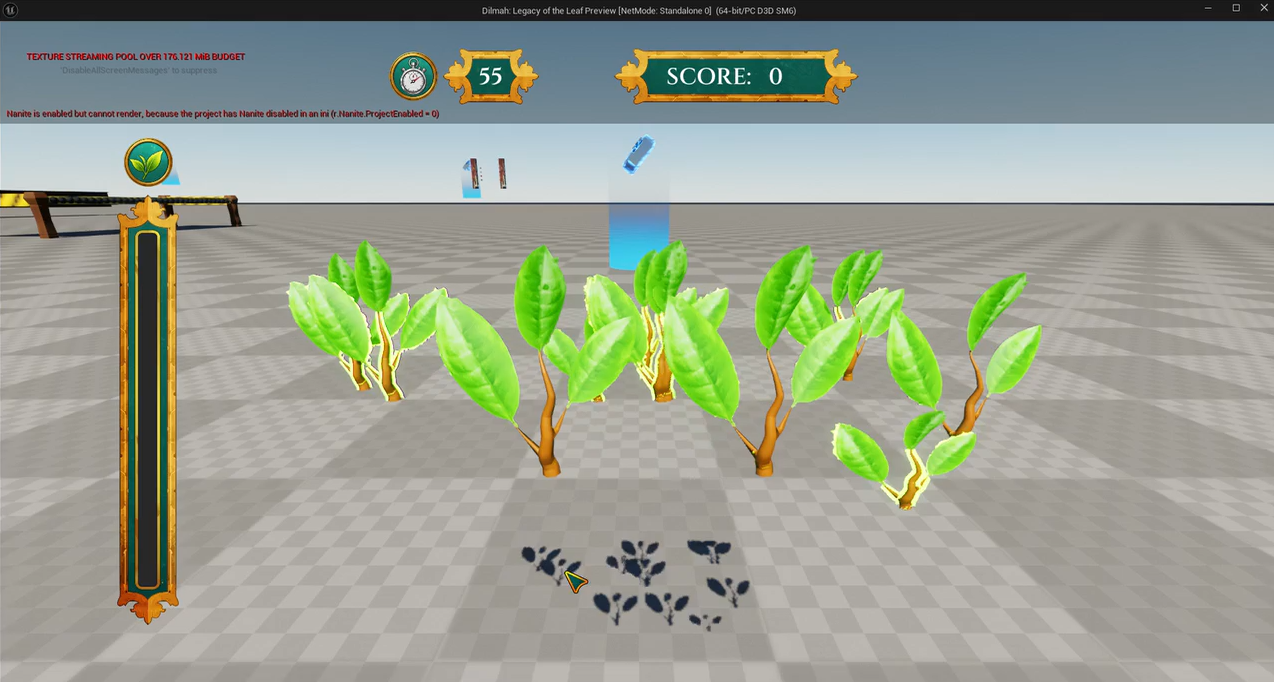 Dilmah: Legacy of the Leaf Preview [NetMode: Standalone 0] (64-bit/PC D3D SM6)
TEXTURE STREAMING POOL OVER 176.121 MiB BUDGET
'DisableAllScreenMessages' to suppress
55
SCORE: 0
Nanite is enabled but cannot render, because the project has Nanite disabled in an ini (r.Nanite.ProjectEnabled = 0)